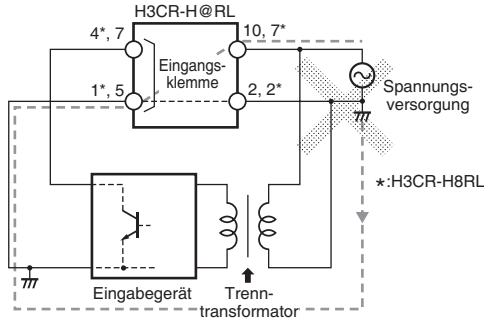 H3CR-H@RL
4*, 7
10, 7*
Eingangs-
klemme
1*, 5
2, 2*
Spannungs-
versorgung
*:H3CR-H8RL
Eingabegerät
Trenn-
transformator